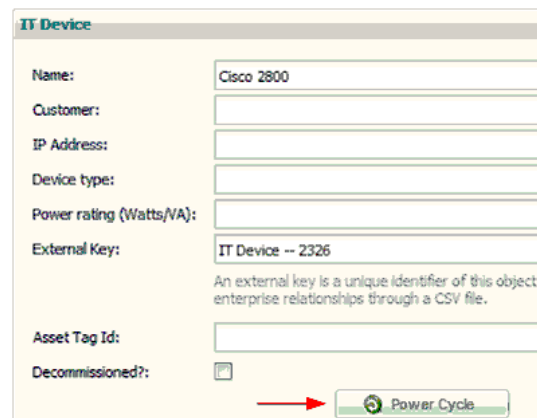 IT Device
Name: Cisco 2800
Customer:
IP Address:
Device type:
Power rating (Watts/VA):
External Key: IT Device -- 2326
An external key is a unique identifier of this object
enterprise relationships through a CSV file.
Asset Tag Id:
Decommissioned?:
Power Cycle